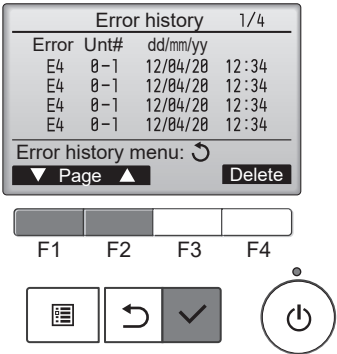 Error history 1/4
Error Unt# dd/mm/yy
E4 0-1 12/04/20 12:34
E4 0-1 12/04/20 12:34
E4 0-1 12/04/20 12:34
E4 0-1 12/04/20 12:34
Error history menu:
▼ Page ▲ Delete
F1 F2 F3 F4